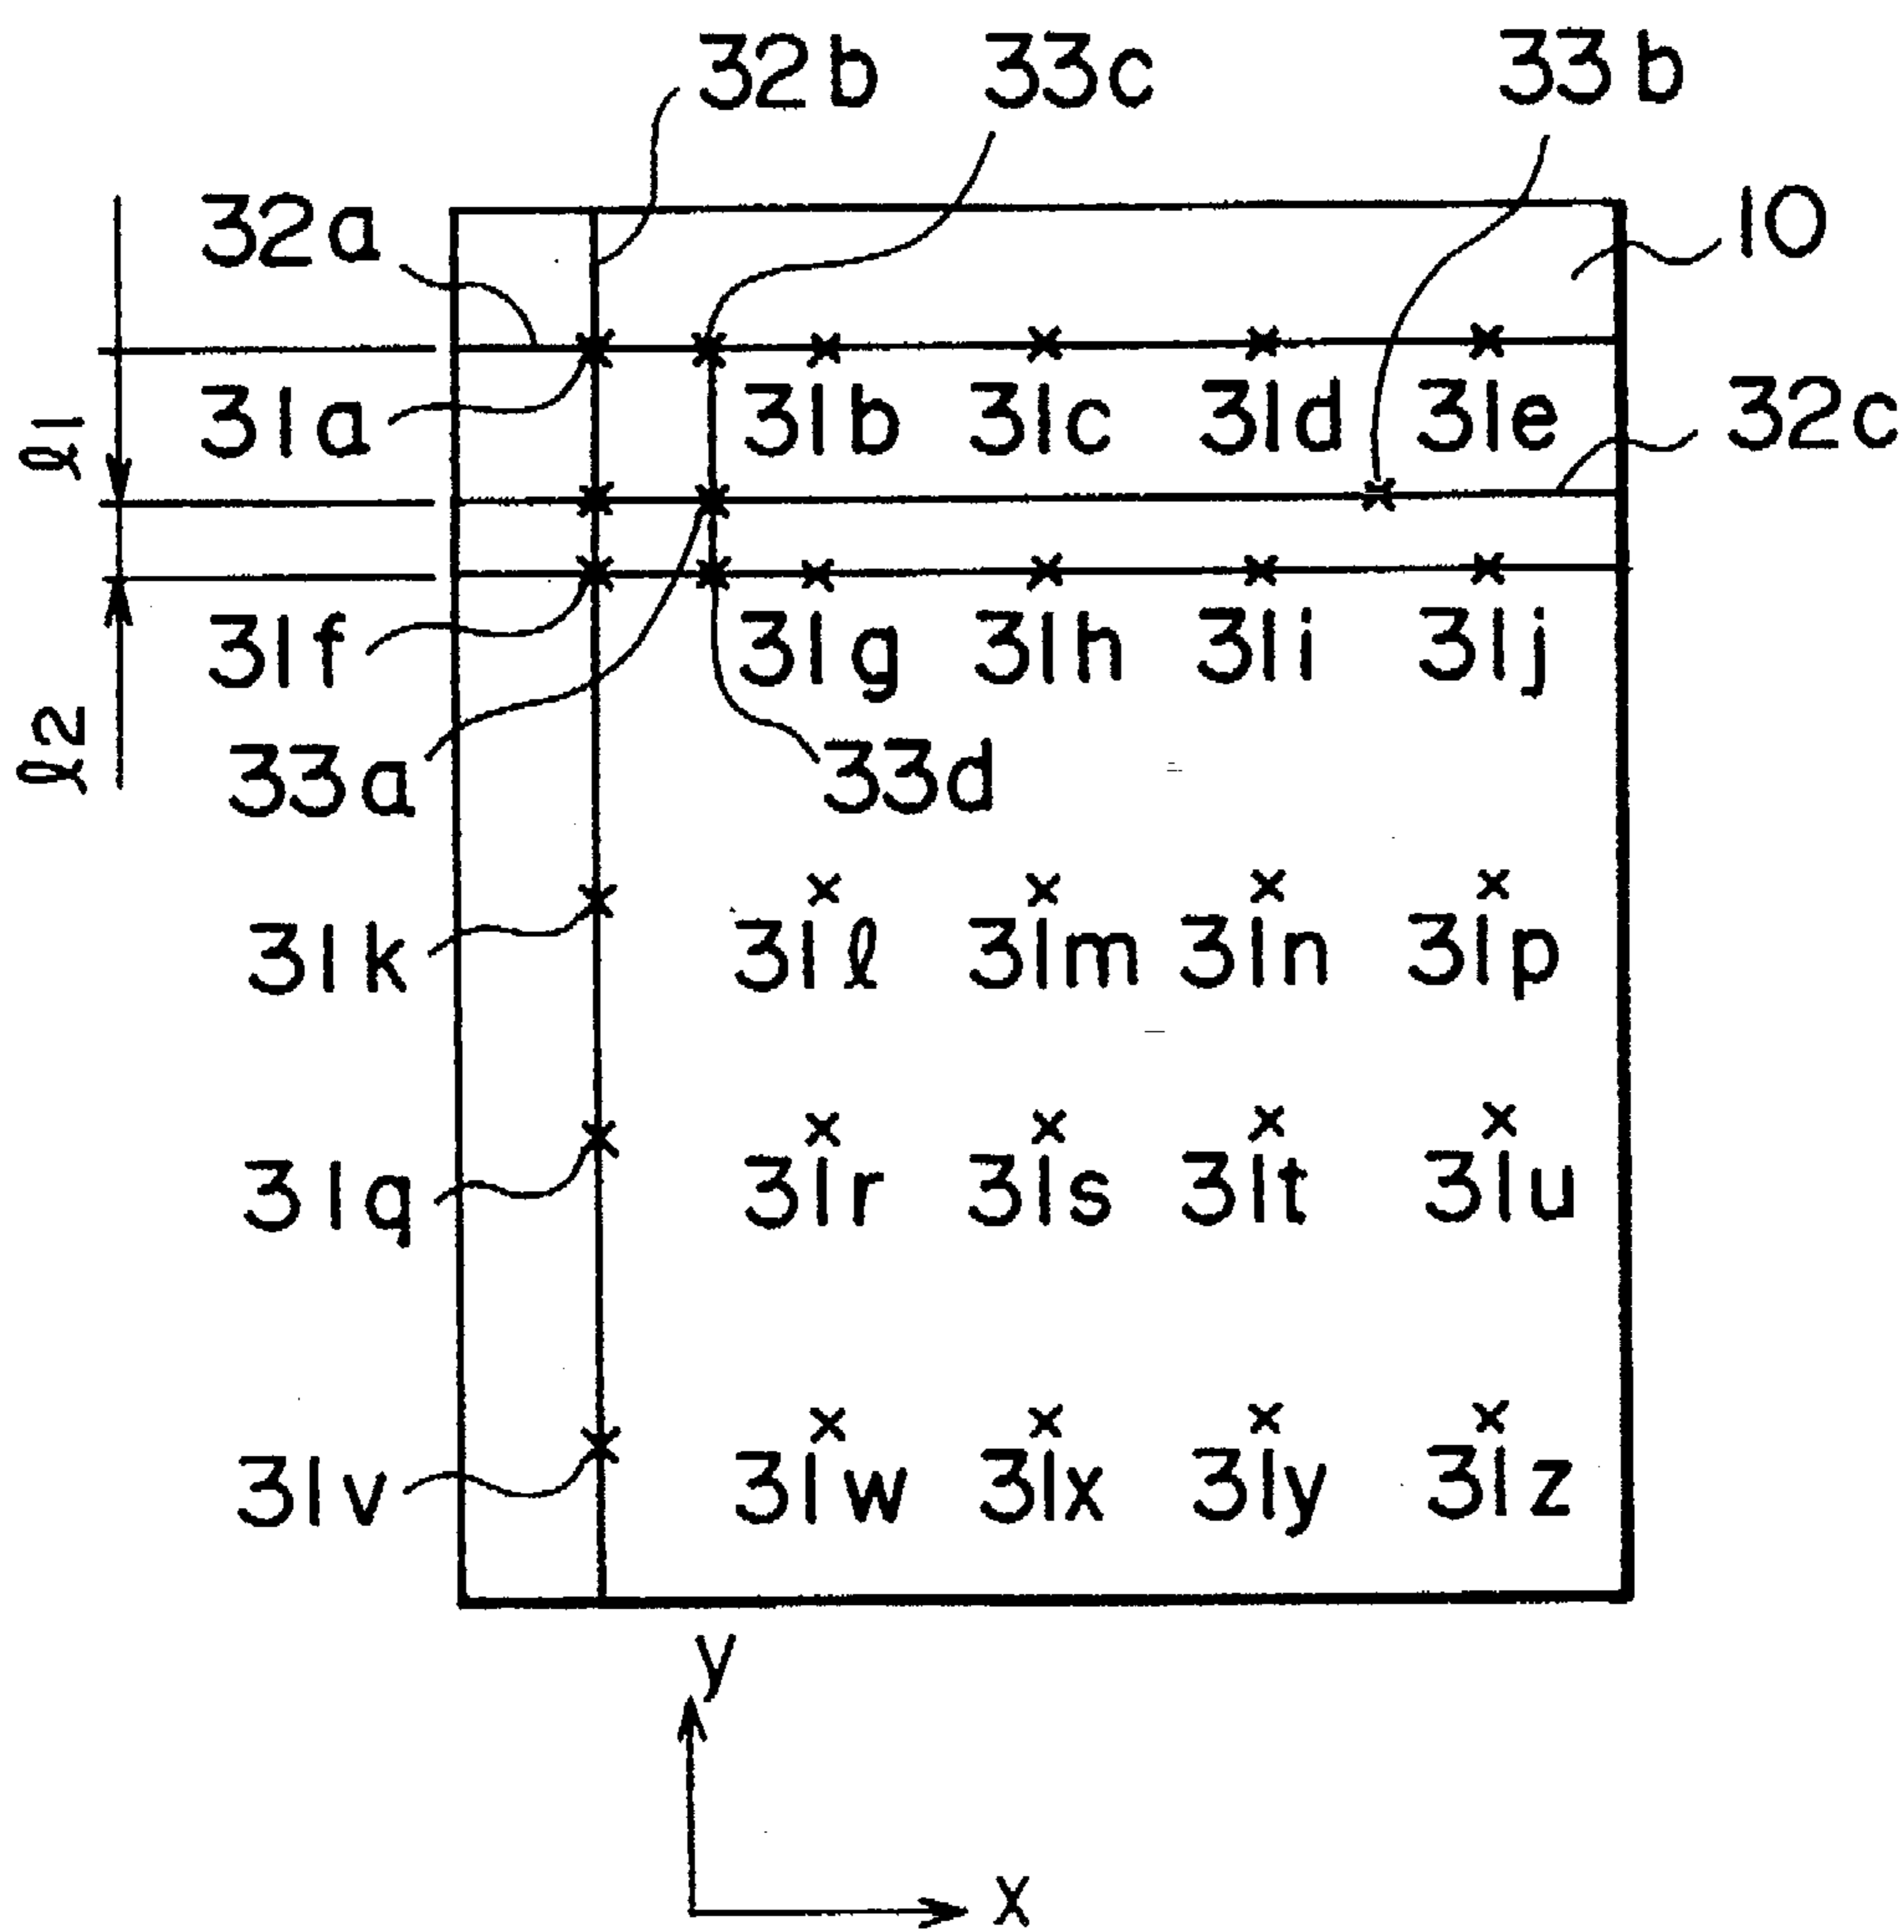 32b 33c 33b
32a 10
31a 31b 31c 31d 31e 32c
ℓ1
31f 31g 31h 31i 31j
ℓ2
33a 33d
31k 31ℓ 31m 31n 31p
31q 31r 31s 31t 31u
31v 31w 31x 31y 31z
y
x